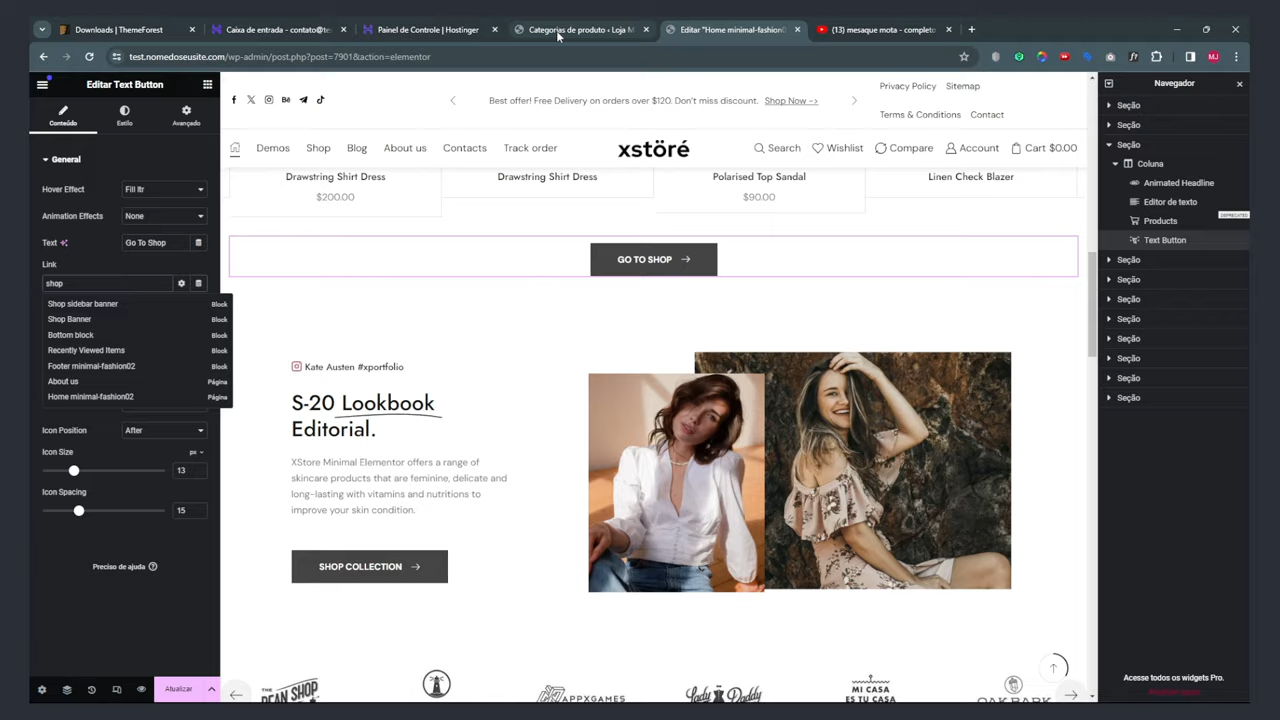 Downloads | ThemeForest
Caixa de entrada - contato@te
Painel de Controle | Hostinger
Categorias de produto ‹ Loja M
Editar "Home minimal-fashion0
(13) mesaque mota - completo
test.nomedoseusite.com/wp-admin/post.php?post=7901&action=elementor
Editar Text Button
Conteúdo
Estilo
Avançado
General
Hover Effect
Fill ltr
Animation Effects
None
Text
Go To Shop
Link
shop
Shop sidebar banner Block
Shop Banner Block
Bottom block Block
Recently Viewed Items Block
Footer minimal-fashion02 Block
About us Página
Home minimal-fashion02 Página
Icon Position
After
Icon Size
px
13
Icon Spacing
15
Preciso de ajuda
Atualizar
Best offer! Free Delivery on orders over $120. Don't miss discount. Shop Now ->
Privacy Policy Sitemap
Terms & Conditions Contact
Demos Shop Blog About us Contacts Track order
xstöré
Search Wishlist Compare Account Cart $0.00
Drawstring Shirt Dress
$200.00
Drawstring Shirt Dress
Polarised Top Sandal
$90.00
Linen Check Blazer
GO TO SHOP
Kate Austen #xportfolio
S-20 Lookbook
Editorial.
XStore Minimal Elementor offers a range of
skincare products that are feminine, delicate and
long-lasting with vitamins and nutritions to
improve your skin condition.
SHOP COLLECTION
THE
DEAN SHOP
APPXGAMES
Lady Daddy
MI CASA
ES TU CASA
OAK PARK
Navegador
Seção
Seção
Seção
Coluna
Animated Headline
Editor de texto
Products
DEPRECATED
Text Button
Seção
Seção
Seção
Seção
Seção
Seção
Seção
Seção
Acesse todos os widgets Pro.